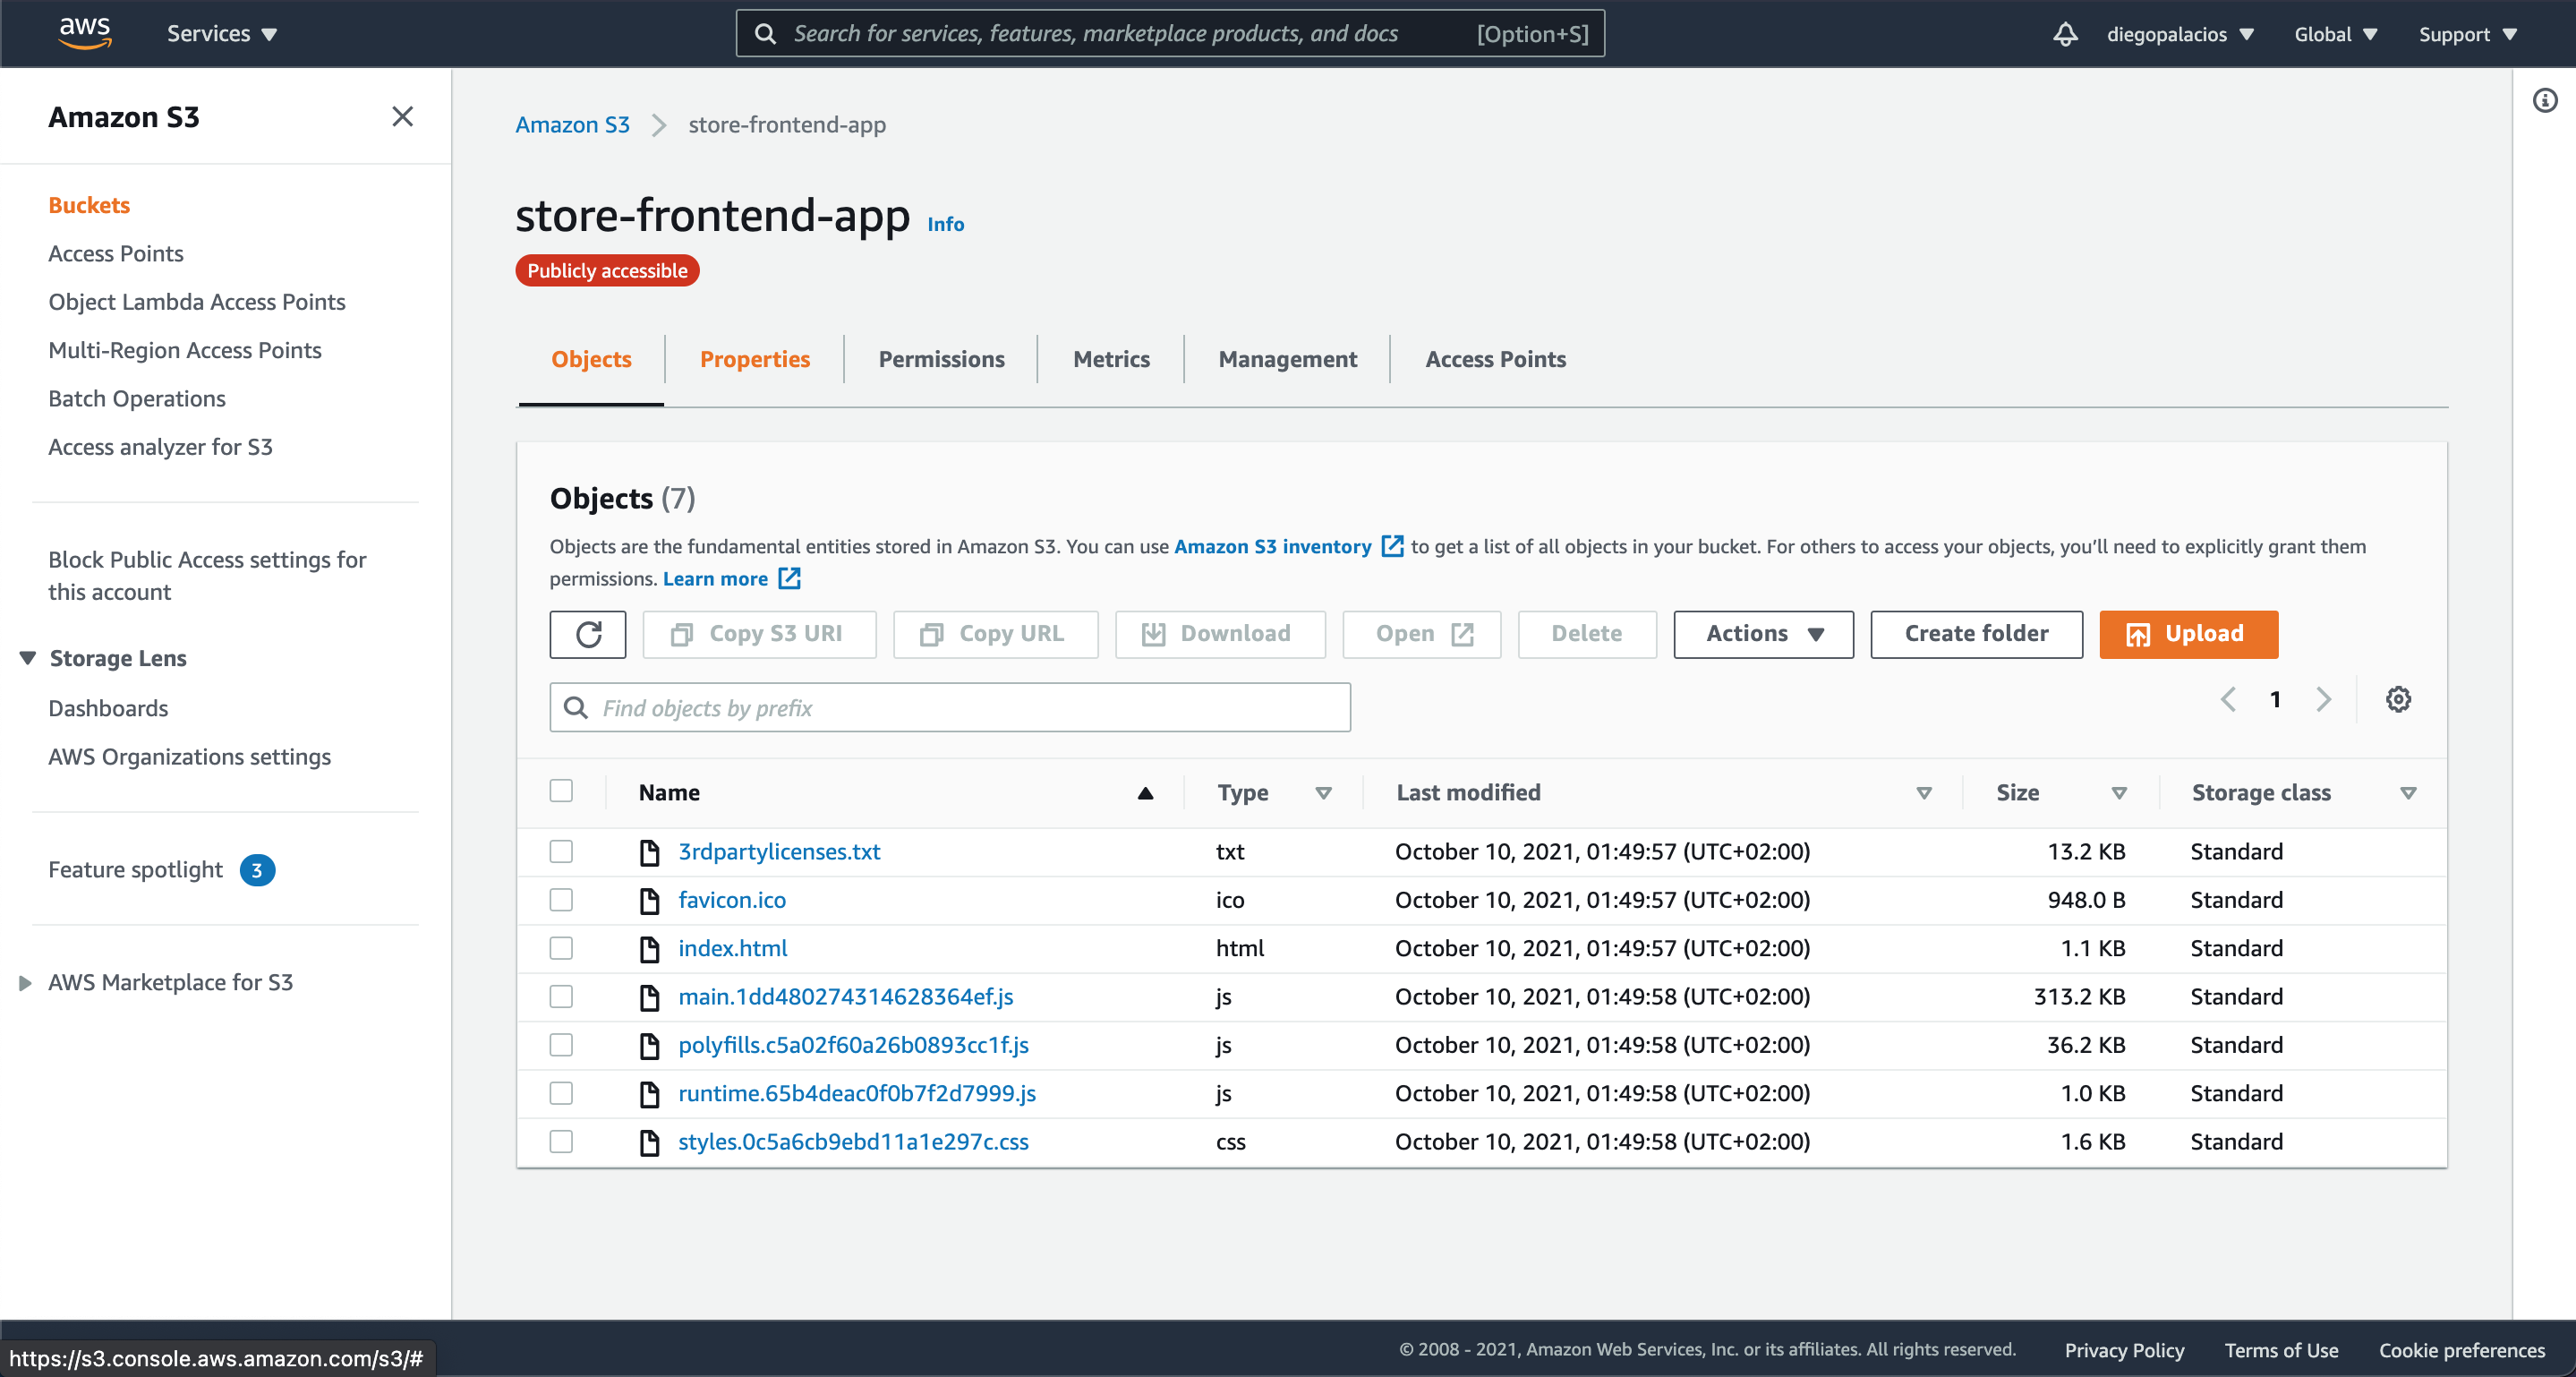 aws Services Search for services, features, marketplace products, and docs [Option+S] diegopalacios Global Support
Amazon S3
Buckets
Access Points
Object Lambda Access Points
Multi-Region Access Points
Batch Operations
Access analyzer for S3
Block Public Access settings for
this account
Storage Lens
Dashboards
AWS Organizations settings
Feature spotlight 3
AWS Marketplace for S3
Amazon S3 store-frontend-app
store-frontend-app Info
Publicly accessible
Objects Properties Permissions Metrics Management Access Points
Objects (7)
Objects are the fundamental entities stored in Amazon S3. You can use Amazon S3 inventory to get a list of all objects in your bucket. For others to access your objects, you’ll need to explicitly grant them
permissions. Learn more
Copy S3 URI Copy URL Download Open Delete Actions Create folder Upload
Find objects by prefix 1
Name Type Last modified Size Storage class
3rdpartylicenses.txt txt October 10, 2021, 01:49:57 (UTC+02:00) 13.2 KB Standard
favicon.ico ico October 10, 2021, 01:49:57 (UTC+02:00) 948.0 B Standard
index.html html October 10, 2021, 01:49:57 (UTC+02:00) 1.1 KB Standard
main.1dd480274314628364ef.js js October 10, 2021, 01:49:58 (UTC+02:00) 313.2 KB Standard
polyfills.c5a02f60a26b0893cc1f.js js October 10, 2021, 01:49:58 (UTC+02:00) 36.2 KB Standard
runtime.65b4deac0f0b7f2d7999.js js October 10, 2021, 01:49:58 (UTC+02:00) 1.0 KB Standard
styles.0c5a6cb9ebd11a1e297c.css css October 10, 2021, 01:49:58 (UTC+02:00) 1.6 KB Standard
https://s3.console.aws.amazon.com/s3/# © 2008 - 2021, Amazon Web Services, Inc. or its affiliates. All rights reserved. Privacy Policy Terms of Use Cookie preferences